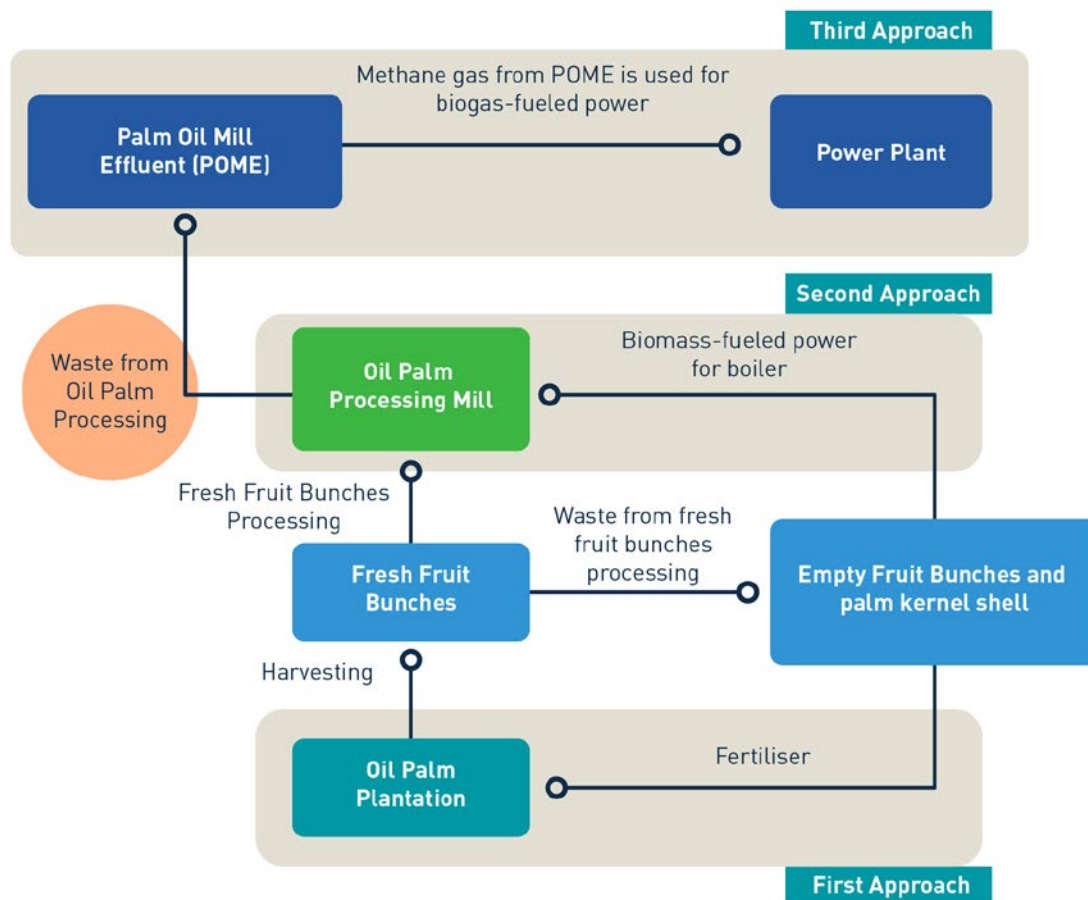 Third Approach
Methane gas from POME is used for
biogas-fueled power
Palm Oil Mill
Effluent (POME)
Power Plant
Second Approach
Waste from
Oil Palm
Processing
Oil Palm
Processing Mill
Biomass-fueled power
for boiler
Fresh Fruit Bunches
Processing
Waste from fresh
fruit bunches
processing
Fresh Fruit
Bunches
Empty Fruit Bunches and
palm kernel shell
Harvesting
Oil Palm
Plantation
Fertiliser
First Approach